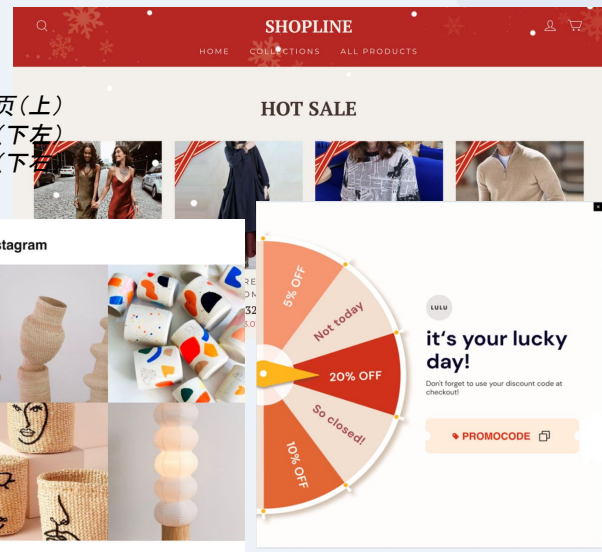 SHOPLINE
HOME COLLECTIONS ALL PRODUCTS
页(上)
(下左)
(下右
HOT SALE
stagram
5% OFF
Not today
20% OFF
So closed!
10% OFF
LULU
it's your lucky
day!
Don't forget to use your discount code at
checkout!
PROMOCODE